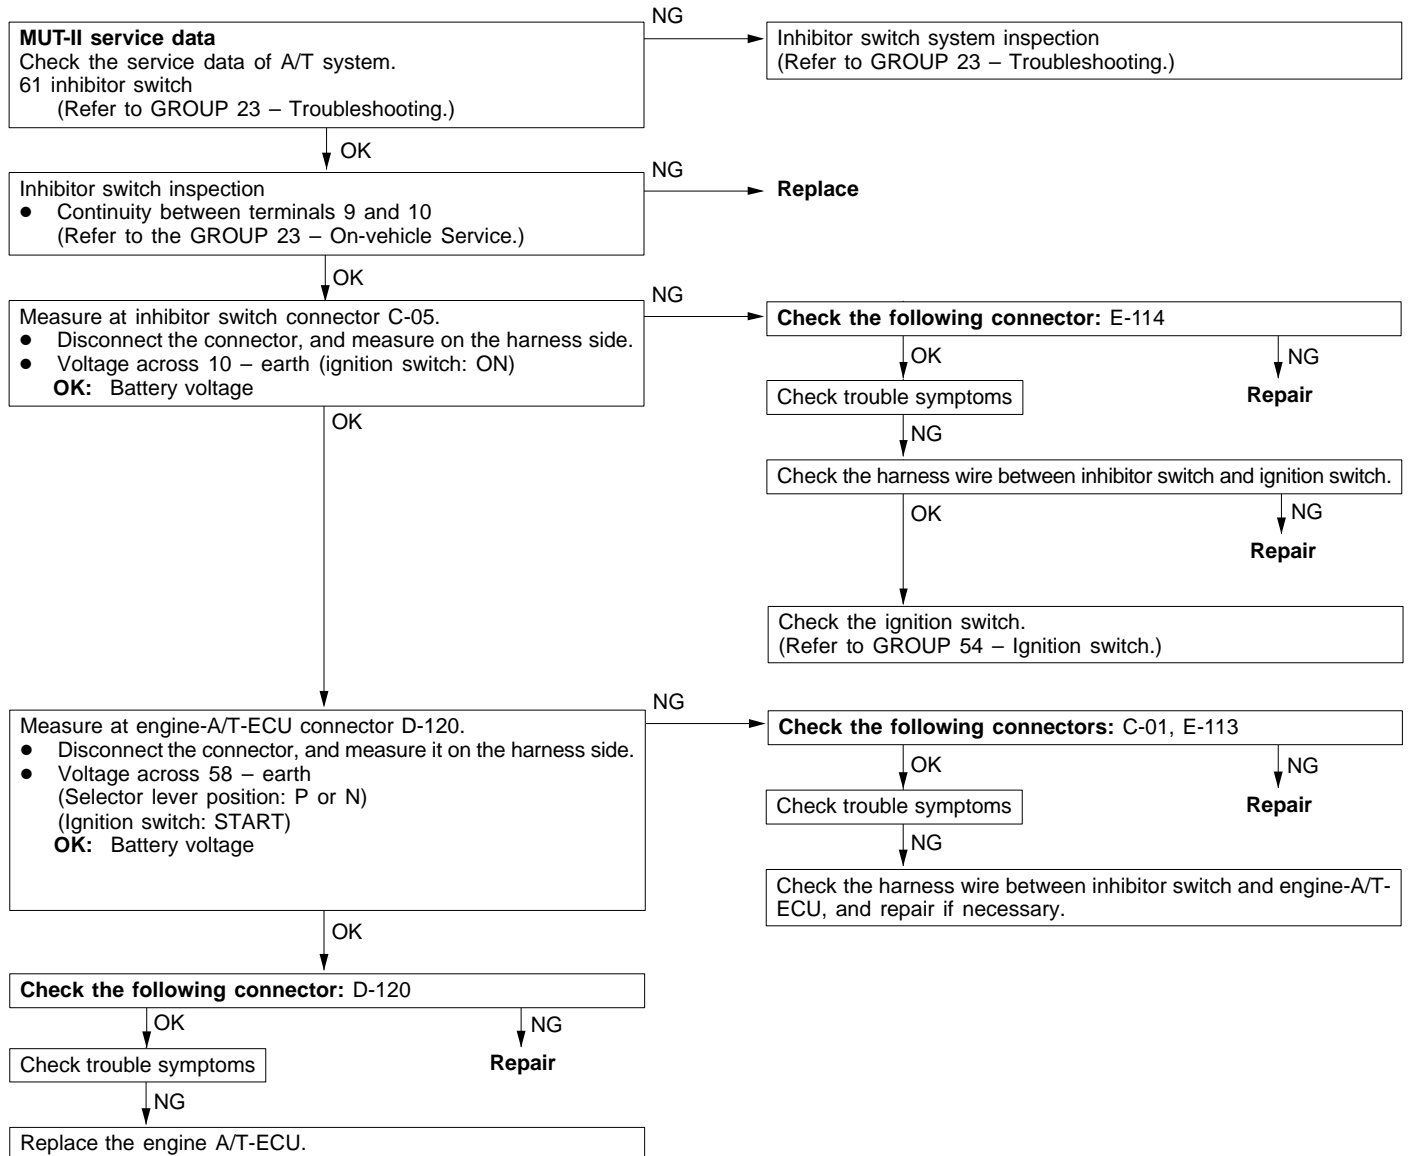 NG
MUT-II service data
Check the service data of A/T system.
61 inhibitor switch
(Refer to GROUP 23 – Troubleshooting.)
Inhibitor switch system inspection
(Refer to GROUP 23 – Troubleshooting.)
OK
NG
Inhibitor switch inspection
● Continuity between terminals 9 and 10
(Refer to the GROUP 23 – On-vehicle Service.)
Replace
OK
NG
Measure at inhibitor switch connector C-05.
● Disconnect the connector, and measure on the harness side.
● Voltage across 10 – earth (ignition switch: ON)
OK: Battery voltage
Check the following connector: E-114
OK
NG
Check trouble symptoms
Repair
OK
NG
Check the harness wire between inhibitor switch and ignition switch.
OK
NG
Repair
Check the ignition switch.
(Refer to GROUP 54 – Ignition switch.)
NG
Measure at engine-A/T-ECU connector D-120.
● Disconnect the connector, and measure it on the harness side.
● Voltage across 58 – earth
(Selector lever position: P or N)
(Ignition switch: START)
OK: Battery voltage
Check the following connectors: C-01, E-113
OK
NG
Check trouble symptoms
Repair
NG
Check the harness wire between inhibitor switch and engine-A/T-
ECU, and repair if necessary.
OK
Check the following connector: D-120
OK
NG
Check trouble symptoms
Repair
NG
Replace the engine A/T-ECU.